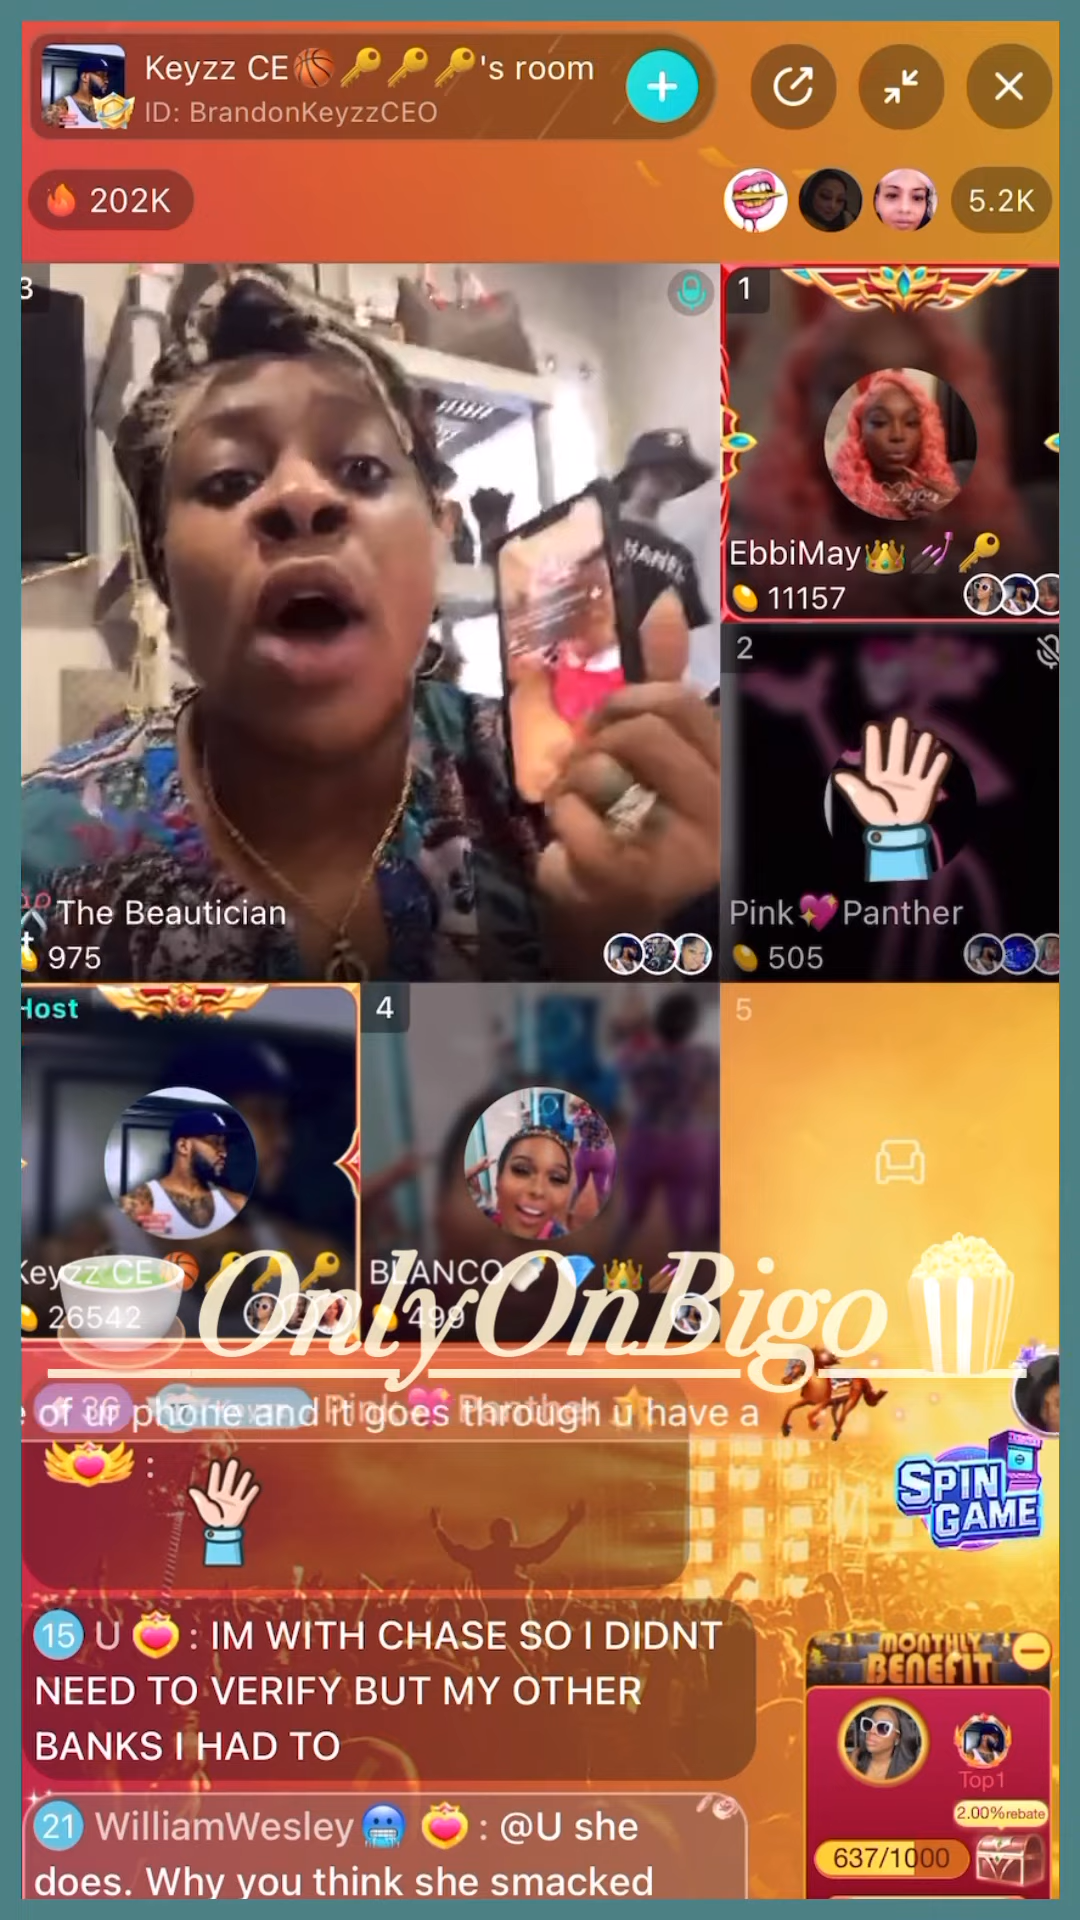 Keyzz CE🏀🔑🔑🔑's room
ID: BrandonKeyzzCEO
202K
5.2K
3
1
HANEL
EbbiMay👑💅🏿🔑
11157
2
The Beautician
975
Pink💖Panther
505
Host
4
5
Keyzz CE🏀🔑🔑🔑
26542
BLANCO🍼💎👑💅🏾
499
OnlyOnBigo
of ur phone and it goes through u have a
:
SPIN
GAME
15 U : IM WITH CHASE SO I DIDNT
NEED TO VERIFY BUT MY OTHER
BANKS I HAD TO
MONTHLY
BENEFIT
Top1
2.00%rebate
637/1000
21 WilliamWesley🥶 : @U she
does. Why you think she smacked